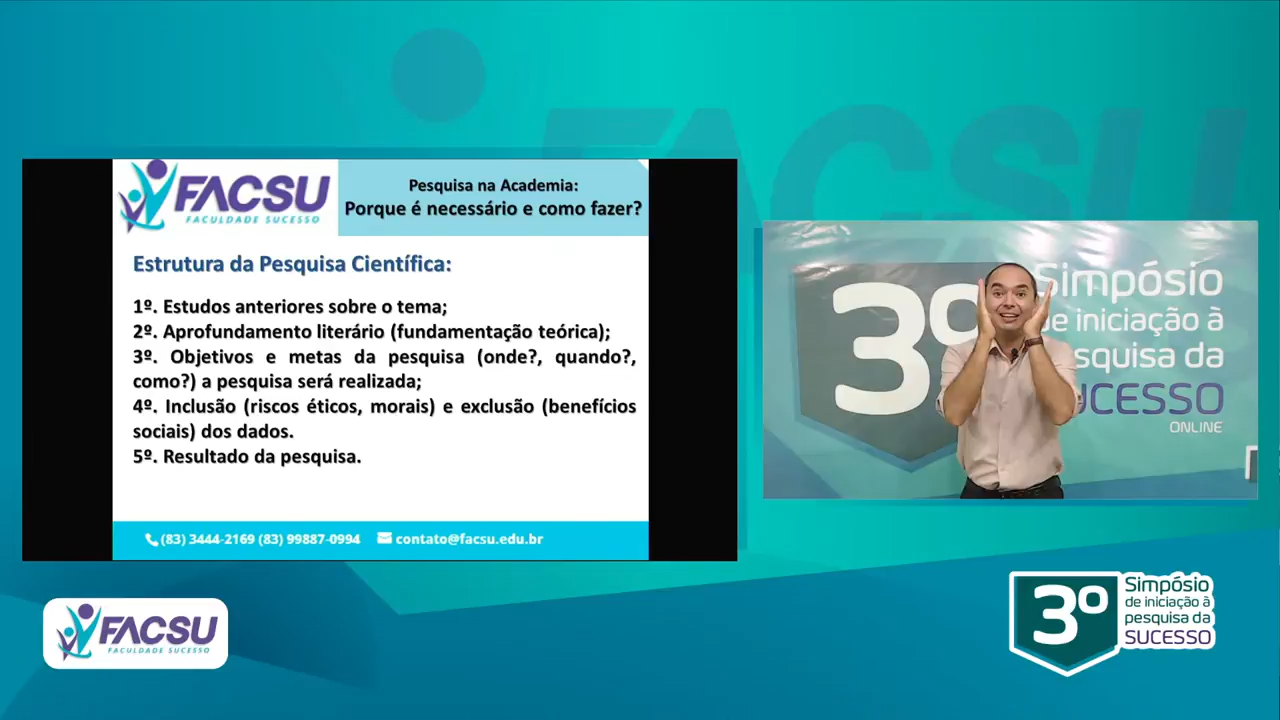 FACSU
FACSU
FACULDADE SUCESSO
Pesquisa na Academia:
Porque é necessário e como fazer?
Estrutura da Pesquisa Científica:
1º. Estudos anteriores sobre o tema;
2º. Aprofundamento literário (fundamentação teórica);
3º. Objetivos e metas da pesquisa (onde?, quando?,
como?) a pesquisa será realizada;
4º. Inclusão (riscos éticos, morais) e exclusão (benefícios
sociais) dos dados.
5º. Resultado da pesquisa.
(83) 3444-2169 (83) 99887-0994 contato@facsu.edu.br
3º
Simpósio
de iniciação à
squisa da
UCESSO
ONLINE
FACSU
FACULDADE SUCESSO
3º
Simpósio
de iniciação à
pesquisa da
SUCESSO